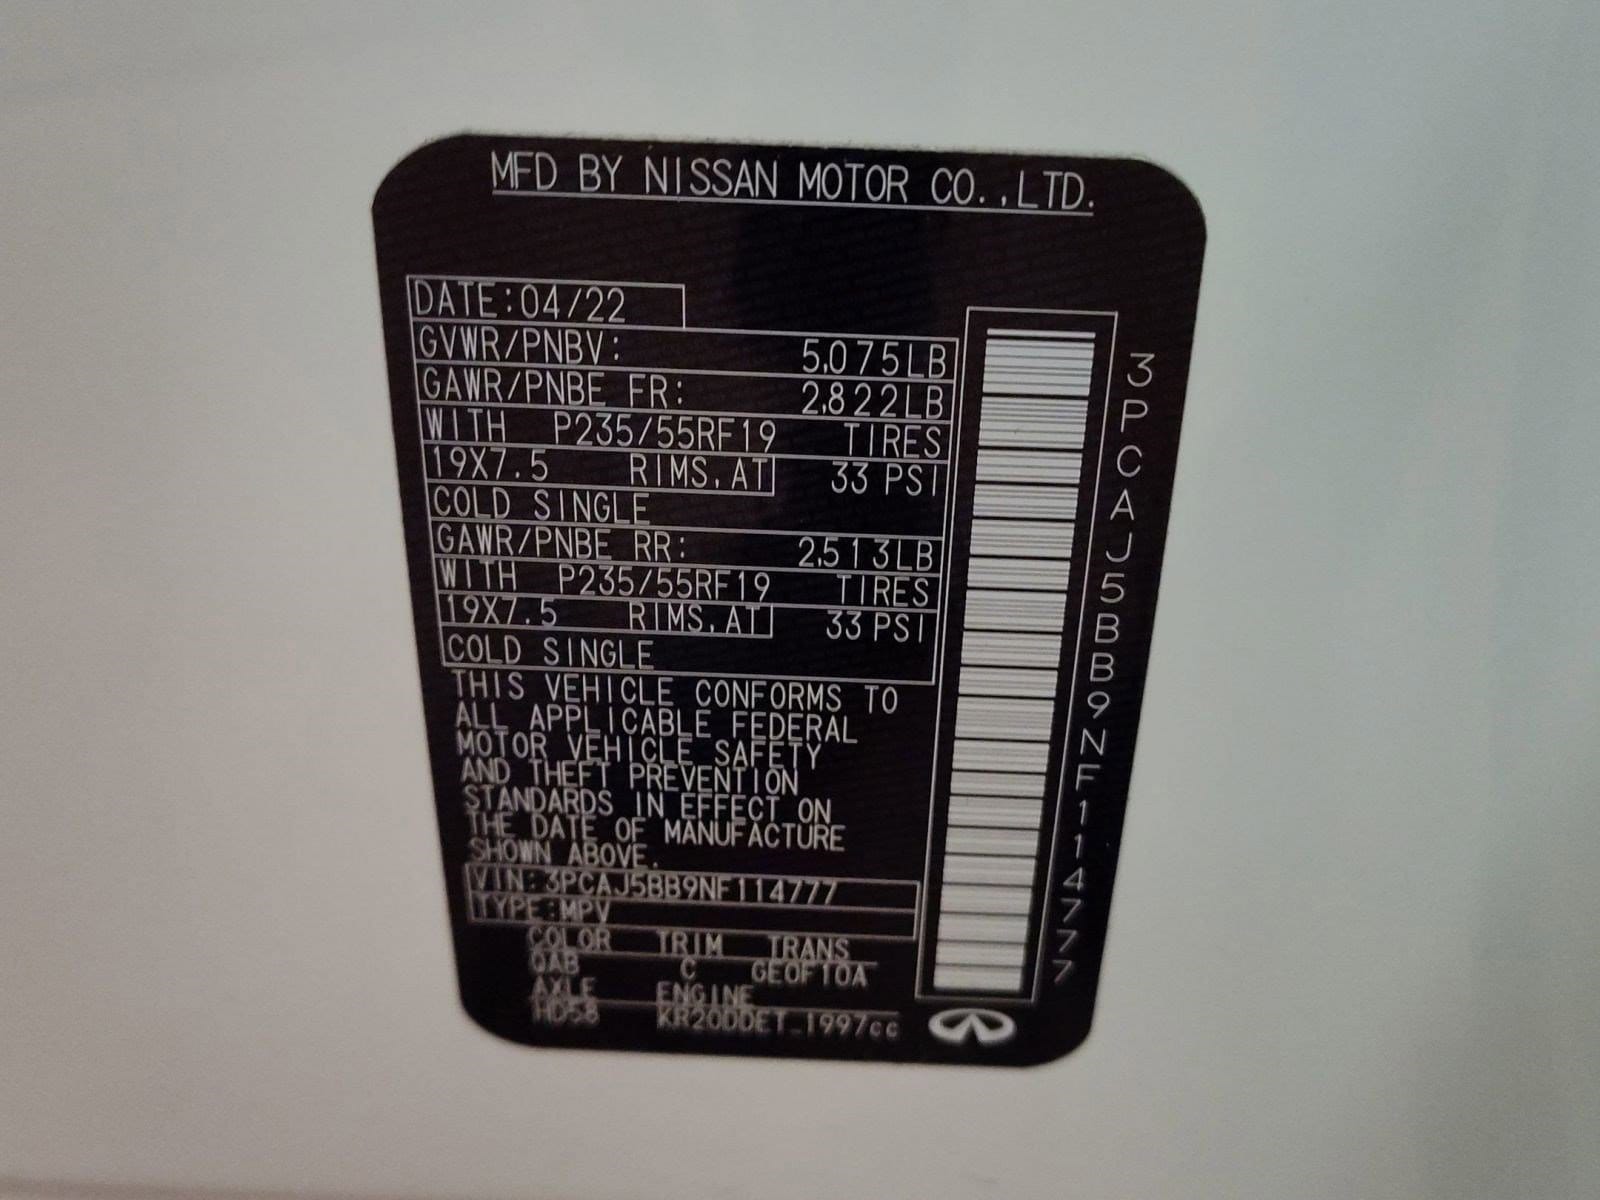 MFD BY NISSAN MOTOR CO.,LTD.
DATE:04/22
GVWR/PNBV: 5,075LB
GAWR/PNBE FR: 2,822LB
WITH P235/55RF19 TIRES
19X7.5 RIMS,AT 33 PSI
COLD SINGLE
GAWR/PNBE RR: 2,513LB
WITH P235/55RF19 TIRES
19X7.5 RIMS,AT 33 PSI
COLD SINGLE
THIS VEHICLE CONFORMS TO
ALL APPLICABLE FEDERAL
MOTOR VEHICLE SAFETY
AND THEFT PREVENTION
STANDARDS IN EFFECT ON
THE DATE OF MANUFACTURE
SHOWN ABOVE.
VIN:3PCAJ5BB9NF114777
TYPE:MPV
COLOR TRIM TRANS
QAB C GEOF10A
AXLE ENGINE
HD58 KR20DDET-1997cc
3PCAJ5BB9NF114777